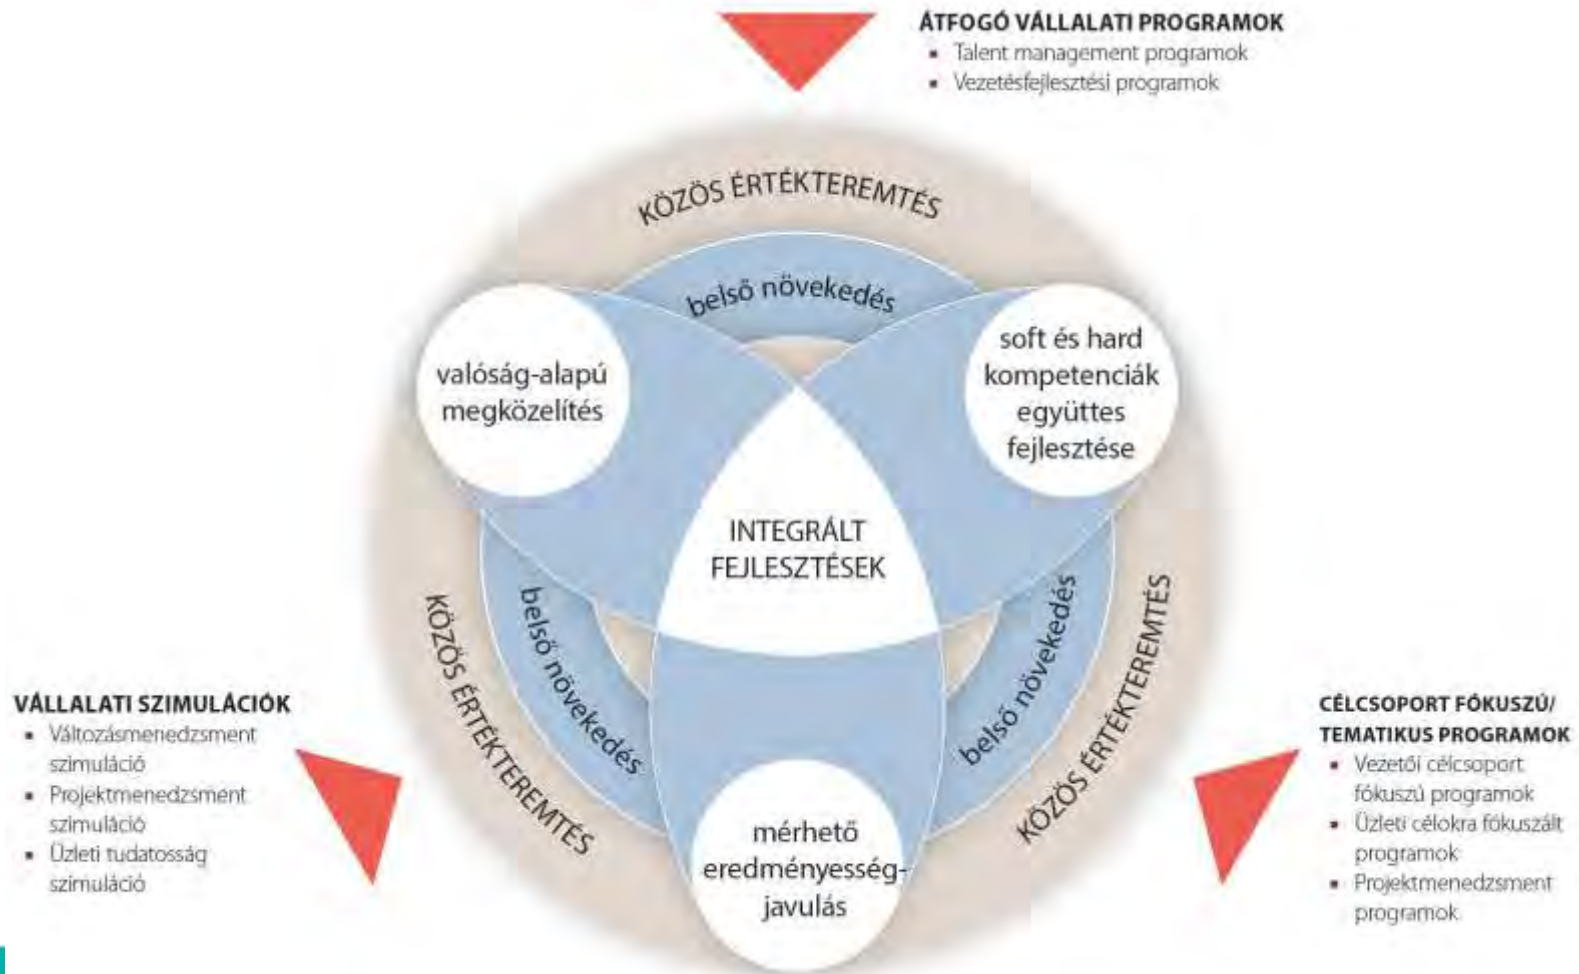 ÁTFOGÓ VÁLLALATI PROGRAMOK
▪ Talent management programok
▪ Vezetésfejlesztési programok
KÖZÖS ÉRTÉKTEREMTÉS
belső növekedés
valóság-alapú
megközelítés
soft és hard
kompetenciák
együttes
fejlesztése
INTEGRÁLT
FEJLESZTÉSEK
belső növekedés
KÖZÖS ÉRTÉKTEREMTÉS
belső növekedés
KÖZÖS ÉRTÉKTEREMTÉS
mérhető
eredményesség-
javulás
VÁLLALATI SZIMULÁCIÓK
▪ Változásmenedzsment
szimuláció
▪ Projektmenedzsment
szimuláció
▪ Üzleti tudatosság
szimuláció
CÉLCSOPORT FÓKUSZÚ/
TEMATIKUS PROGRAMOK
▪ Vezetői célcsoport
fókuszú programok
▪ Üzleti célokra fókuszált
programok
▪ Projektmenedzsment
programok